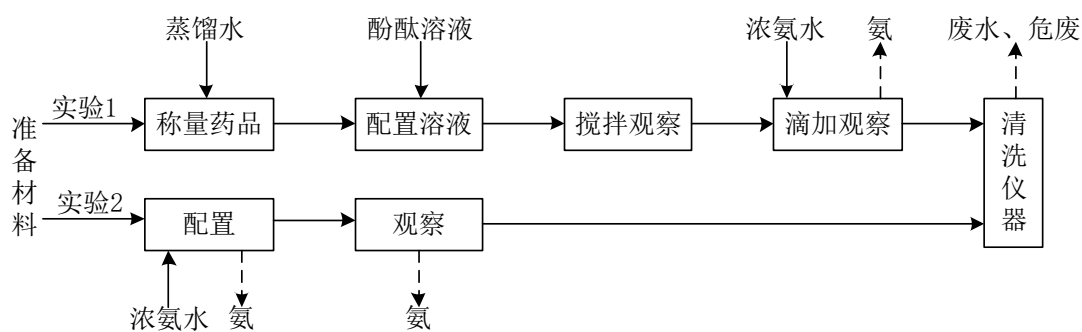 蒸馏水
酚酞溶液
浓氨水
氨
废水、危废
准备材料
实验1
称量药品
配置溶液
搅拌观察
滴加观察
清洗仪器
实验2
配置
观察
浓氨水
氨
氨